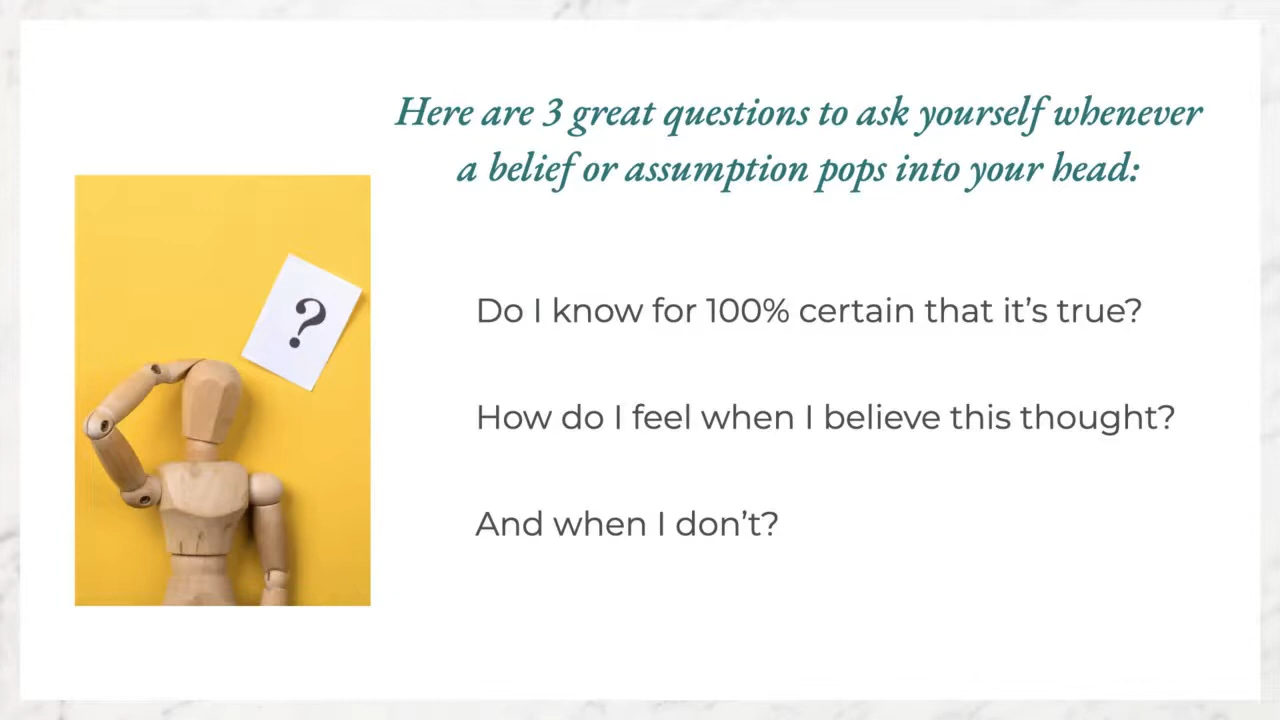 Here are 3 great questions to ask yourself whenever
a belief or assumption pops into your head:
?
Do I know for 100% certain that it’s true?
How do I feel when I believe this thought?
And when I don’t?